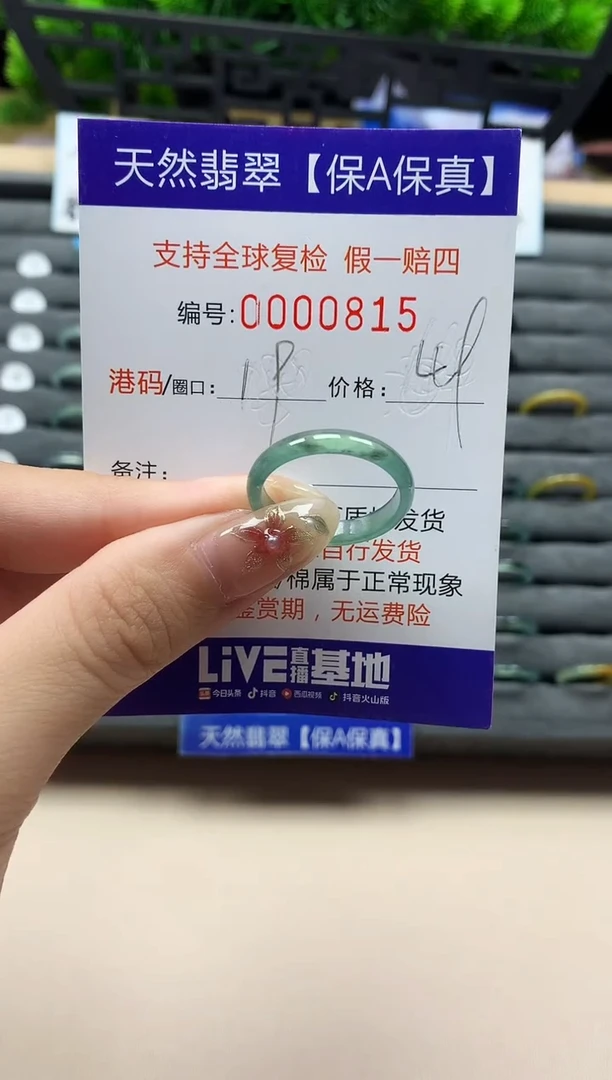 天然翡翠【保A保真】
支持全球复检 假一赔四
编号:0000815
港码/圈口: 18 价格:
备注:
发货
行发货
棉属于正常现象
鉴赏期，无运费险
LiVE直播基地
今日头条 抖音 西瓜视频 抖音火山版
天然翡翠【保A保真】